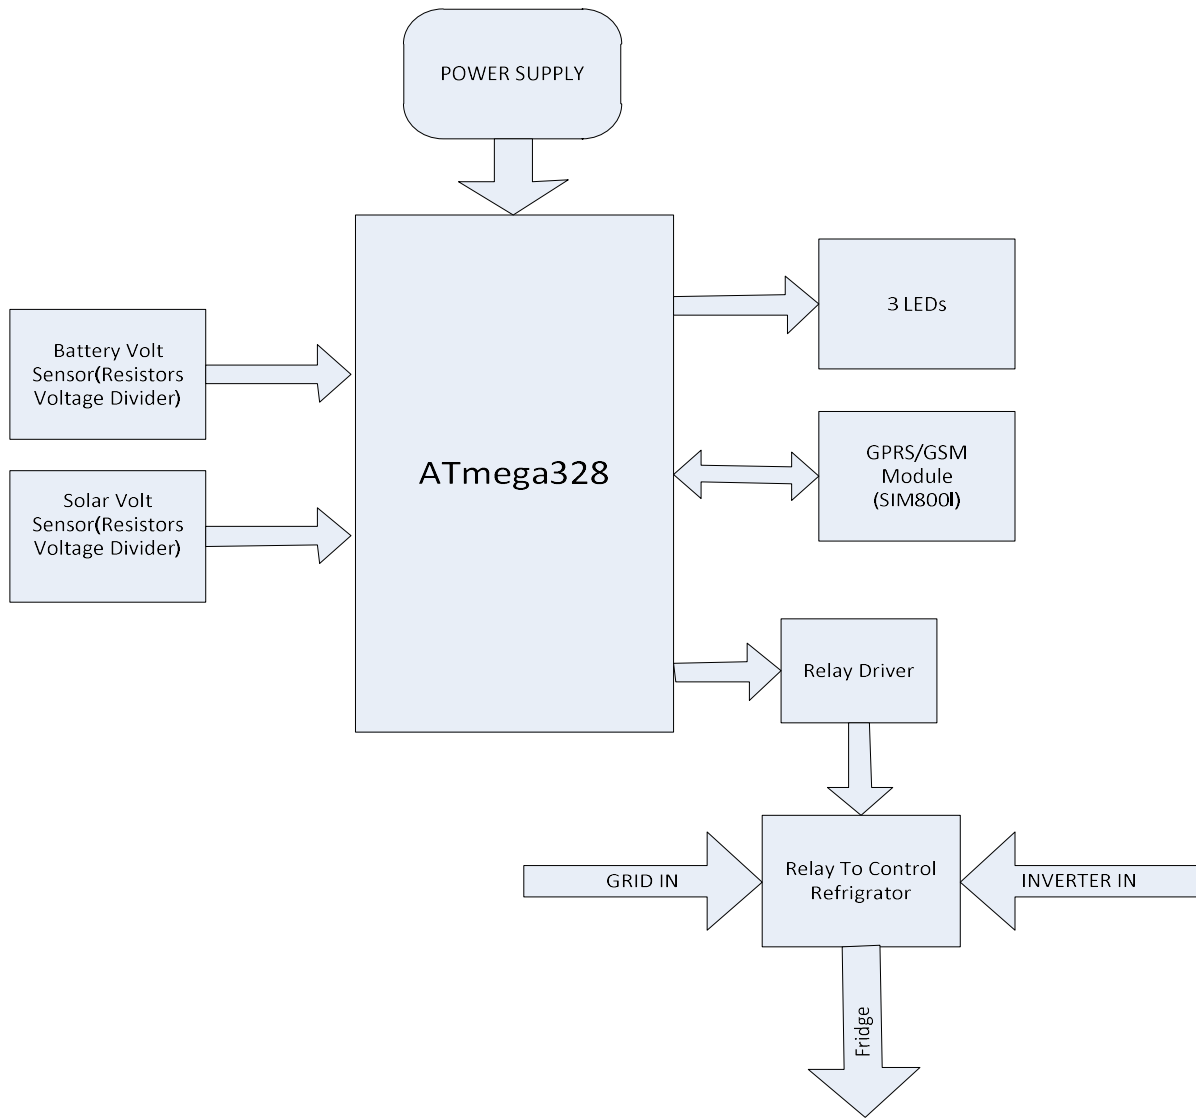 POWER SUPPLY
3 LEDs
Battery Volt
Sensor(Resistors
Voltage Divider)
ATmega328
GPRS/GSM
Module
(SIM800l)
Solar Volt
Sensor(Resistors
Voltage Divider)
Relay Driver
GRID IN
Relay To Control
Refrigrator
INVERTER IN
Fridge